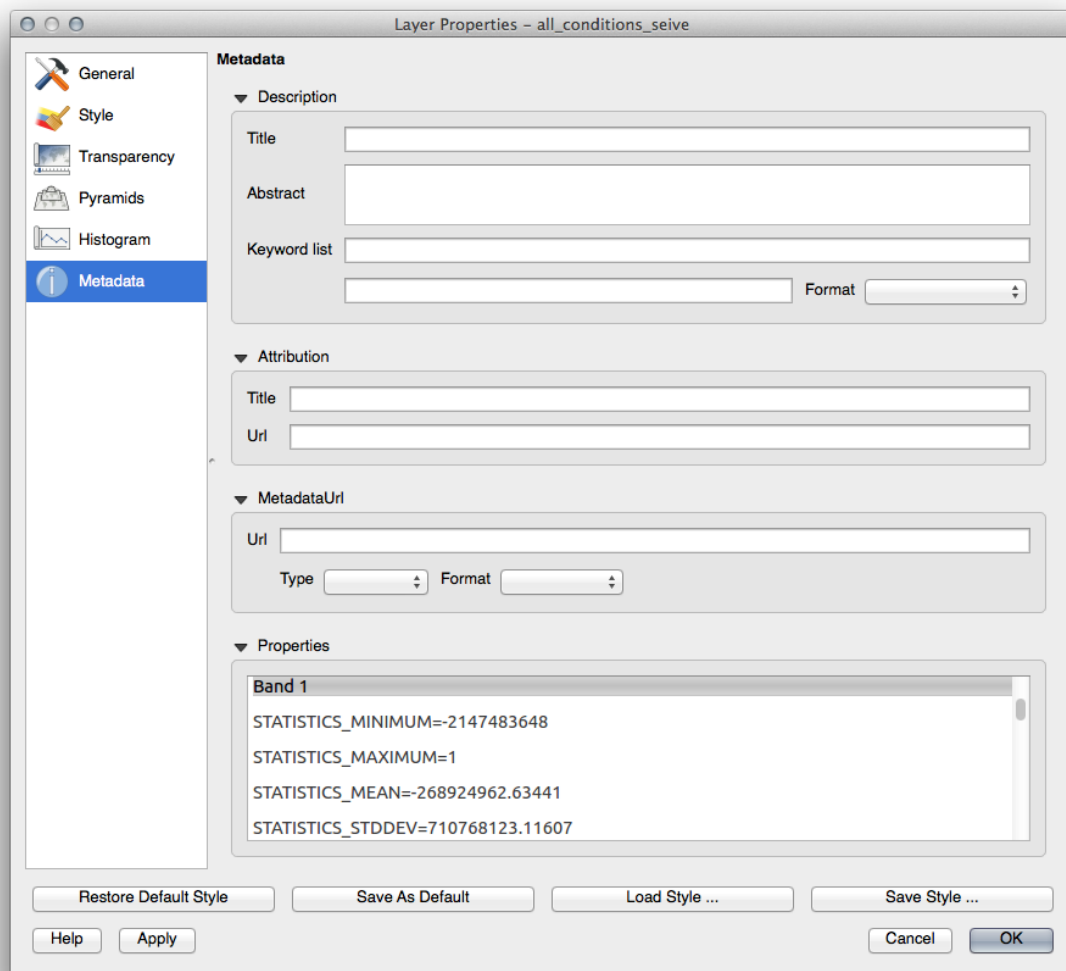 Layer Properties – all_conditions_seive
General
Style
Transparency
Pyramids
Histogram
Metadata
Metadata
Description
Title
Abstract
Keyword list
Format
Attribution
Title
Url
MetadataUrl
Url
Type
Format
Properties
Band 1
STATISTICS_MINIMUM=-2147483648
STATISTICS_MAXIMUM=1
STATISTICS_MEAN=-268924962.63441
STATISTICS_STDDEV=710768123.11607
Restore Default Style
Save As Default
Load Style ...
Save Style ...
Help
Apply
Cancel
OK